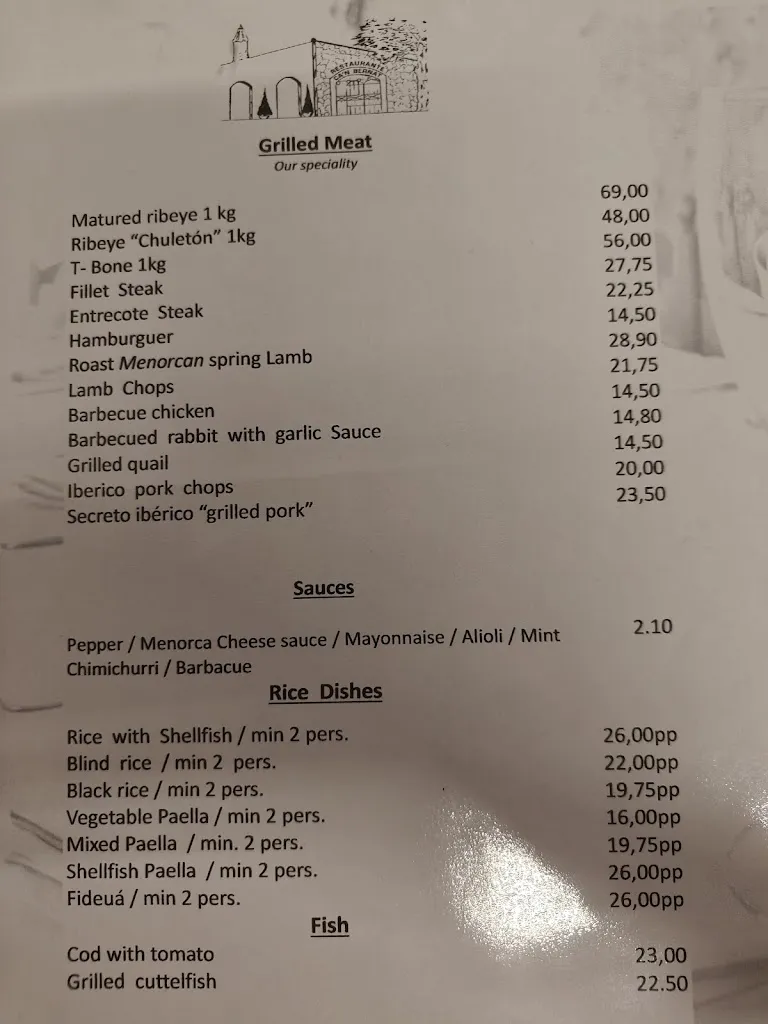 RESTAURANTE
CA'N BERNAT
Grilled Meat
Our speciality
Matured ribeye 1 kg 69,00
Ribeye “Chuletón” 1kg 48,00
T- Bone 1kg 56,00
Fillet Steak 27,75
Entrecote Steak 22,25
Hamburguer 14,50
Roast Menorcan spring Lamb 28,90
Lamb Chops 21,75
Barbecue chicken 14,50
Barbecued rabbit with garlic Sauce 14,80
Grilled quail 14,50
Iberico pork chops 20,00
Secreto ibérico “grilled pork” 23,50
Sauces
Pepper / Menorca Cheese sauce / Mayonnaise / Alioli / Mint 2.10
Chimichurri / Barbacue
Rice Dishes
Rice with Shellfish / min 2 pers. 26,00pp
Blind rice / min 2 pers. 22,00pp
Black rice / min 2 pers. 19,75pp
Vegetable Paella / min 2 pers. 16,00pp
Mixed Paella / min. 2 pers. 19,75pp
Shellfish Paella / min 2 pers. 26,00pp
Fideuá / min 2 pers. 26,00pp
Fish
Cod with tomato 23,00
Grilled cuttelfish 22.50